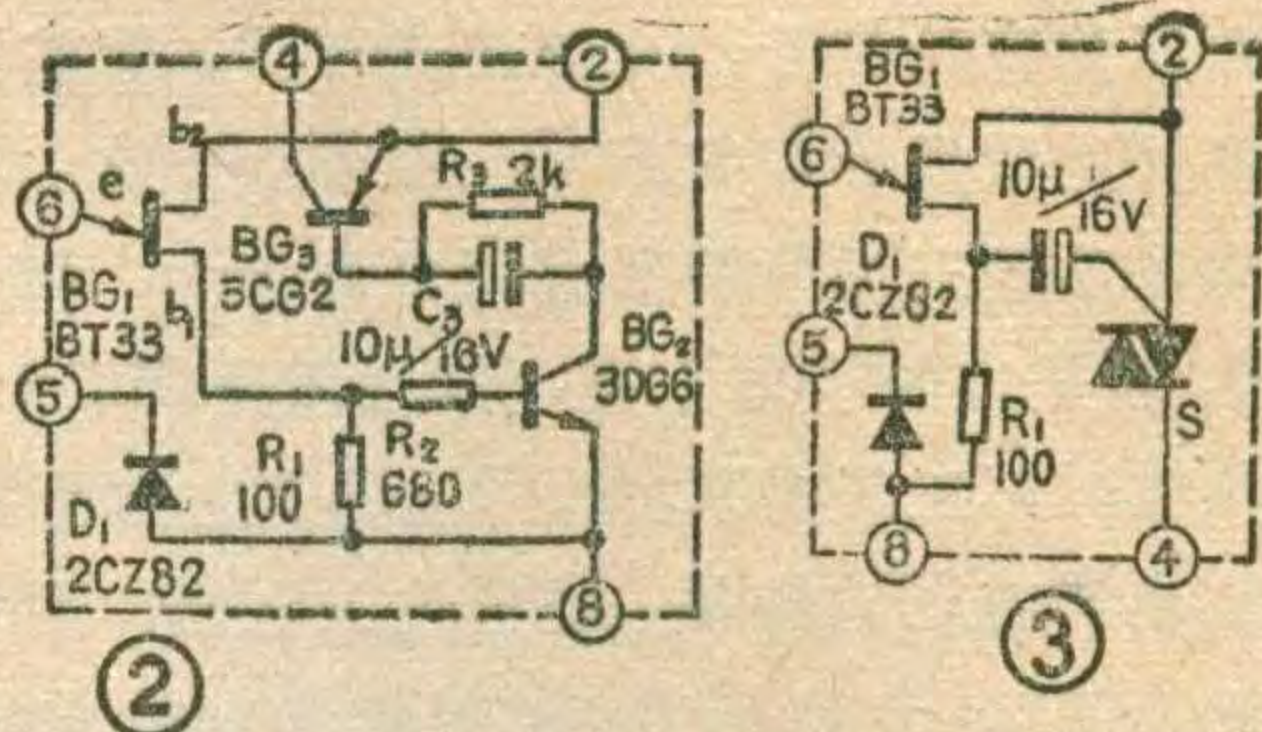 4
2
b₂
6
e
R₃ 2k
BG₃
3CG2
BG₁
BT33
b₁
C₃
10μ/16V
BG₂
3DG6
5
R₁
100
R₂
680
D₁
2CZ82
8
②
2
BG₁
BT33
6
10μ/16V
D₁
2CZ82
5
R₁
100
S
8
4
③